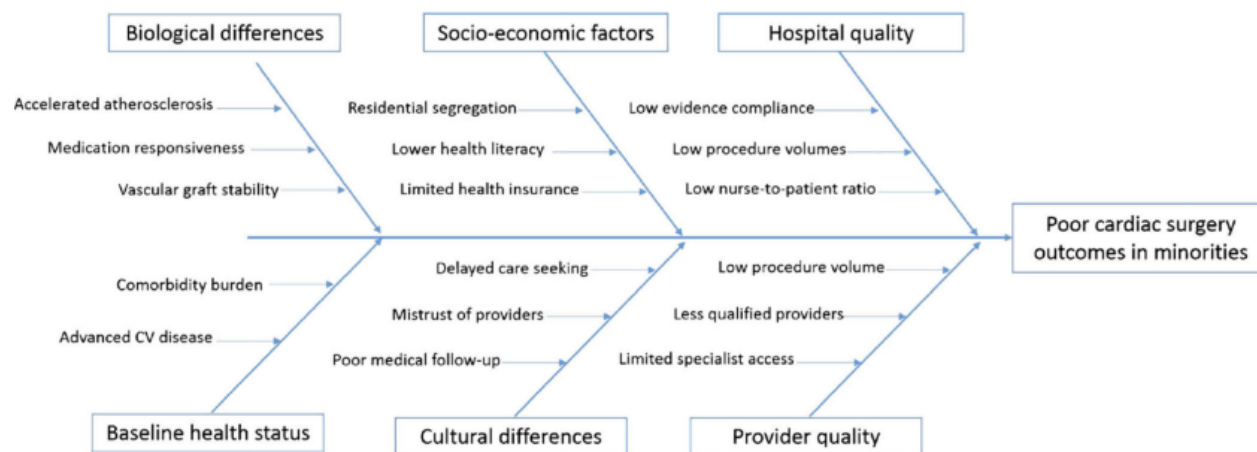 Biological differences
Socio-economic factors
Hospital quality
Accelerated atherosclerosis
Medication responsiveness
Vascular graft stability
Residential segregation
Lower health literacy
Limited health insurance
Low evidence compliance
Low procedure volumes
Low nurse-to-patient ratio
Poor cardiac surgery
outcomes in minorities
Comorbidity burden
Advanced CV disease
Delayed care seeking
Mistrust of providers
Poor medical follow-up
Low procedure volume
Less qualified providers
Limited specialist access
Baseline health status
Cultural differences
Provider quality